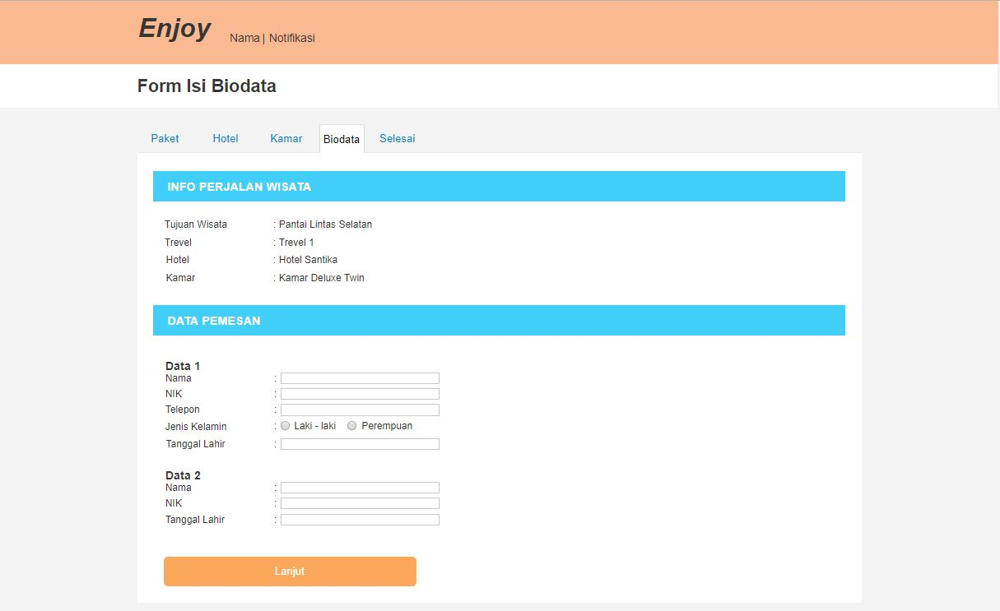 Enjoy Nama | Notifikasi
Form Isi Biodata
Paket Hotel Kamar Biodata Selesai
INFO PERJALAN WISATA
Tujuan Wisata : Pantai Lintas Selatan
Trevel : Trevel 1
Hotel : Hotel Santika
Kamar : Kamar Deluxe Twin
DATA PEMESAN
Data 1
Nama :
NIK :
Telepon :
Jenis Kelamin : Laki - laki Perempuan
Tanggal Lahir :
Data 2
Nama :
NIK :
Tanggal Lahir :
Lanjut